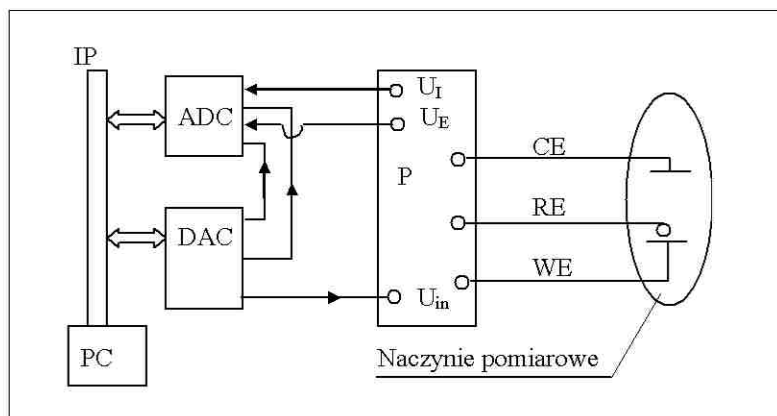 IP
ADC
U_I
U_E
CE
P
RE
DAC
WE
U_in
PC
Naczynie pomiarowe